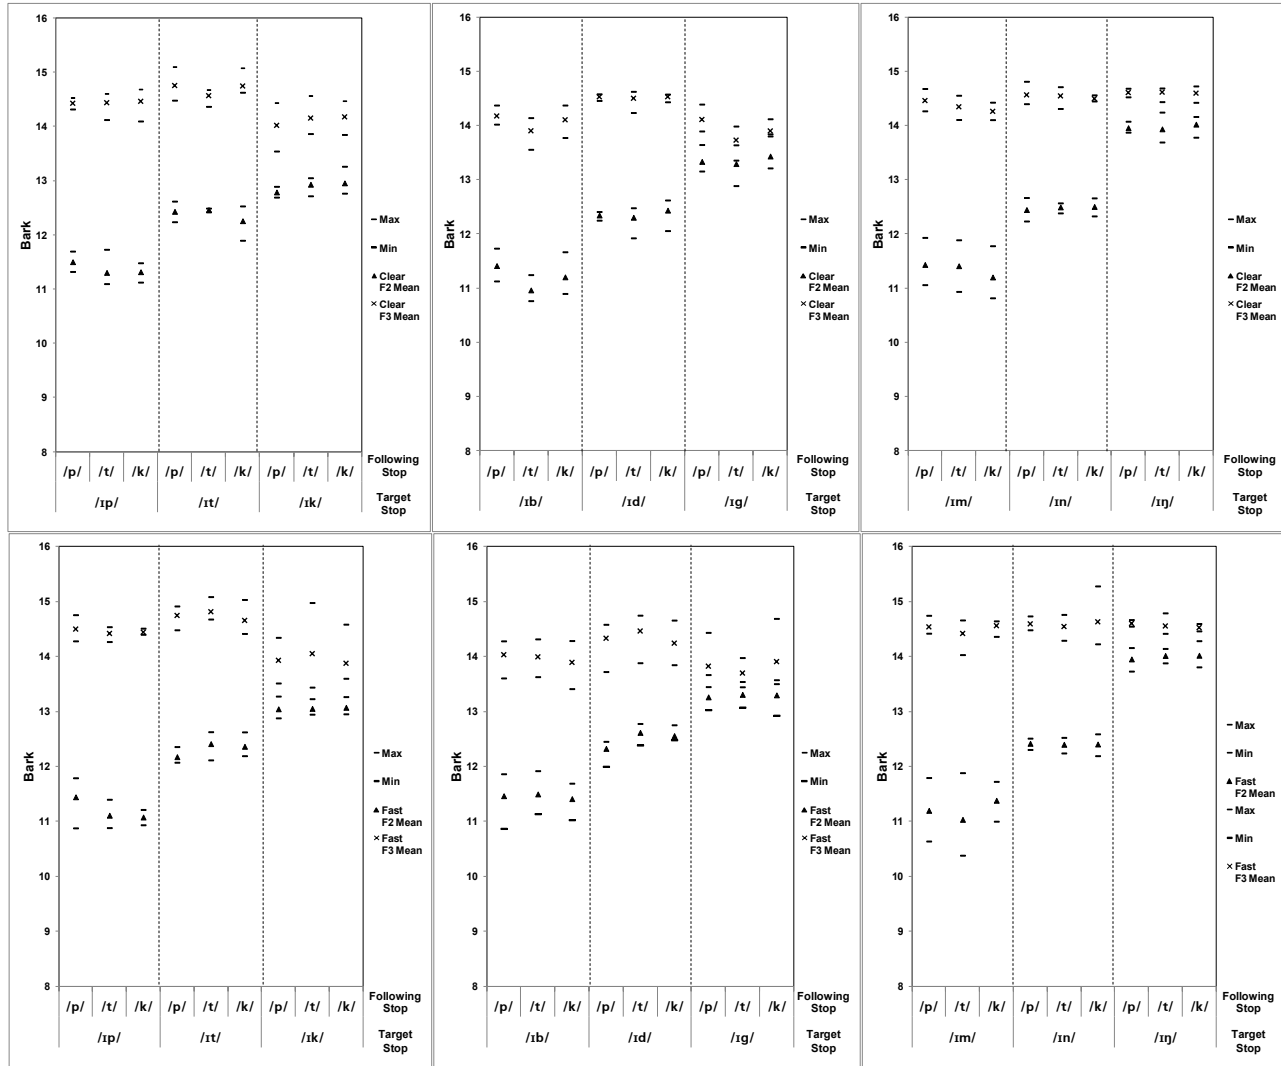 16
15
14
13
12
11
10
9
8
Bark
– Max
– Min
▲ Clear
F2 Mean
× Clear
F3 Mean
/p/ /t/ /k/ /p/ /t/ /k/ /p/ /t/ /k/
Following
Stop
/ɪp/ /ɪt/ /ɪk/
Target
Stop
16
15
14
13
12
11
10
9
8
Bark
– Max
– Min
▲ Clear
F2 Mean
× Clear
F3 Mean
/p/ /t/ /k/ /p/ /t/ /k/ /p/ /t/ /k/
Following
Stop
/ɪb/ /ɪd/ /ɪg/
Target
Stop
16
15
14
13
12
11
10
9
8
Bark
– Max
– Min
▲ Clear
F2 Mean
× Clear
F3 Mean
/p/ /t/ /k/ /p/ /t/ /k/ /p/ /t/ /k/
Following
Stop
/ɪm/ /ɪn/ /ɪŋ/
Target
Stop
16
15
14
13
12
11
10
9
8
Bark
– Max
– Min
▲ Fast
F2 Mean
× Fast
F3 Mean
/p/ /t/ /k/ /p/ /t/ /k/ /p/ /t/ /k/
Following
Stop
/ɪp/ /ɪt/ /ɪk/
Target
Stop
16
15
14
13
12
11
10
9
8
Bark
– Max
– Min
▲ Fast
F2 Mean
× Fast
F3 Mean
/p/ /t/ /k/ /p/ /t/ /k/ /p/ /t/ /k/
Following
Stop
/ɪb/ /ɪd/ /ɪg/
Target
Stop
16
15
14
13
12
11
10
9
8
Bark
– Max
– Min
▲ Fast
F2 Mean
– Max
– Min
× Fast
F3 Mean
/p/ /t/ /k/ /p/ /t/ /k/ /p/ /t/ /k/
Following
Stop
/ɪm/ /ɪn/ /ɪŋ/
Target
Stop